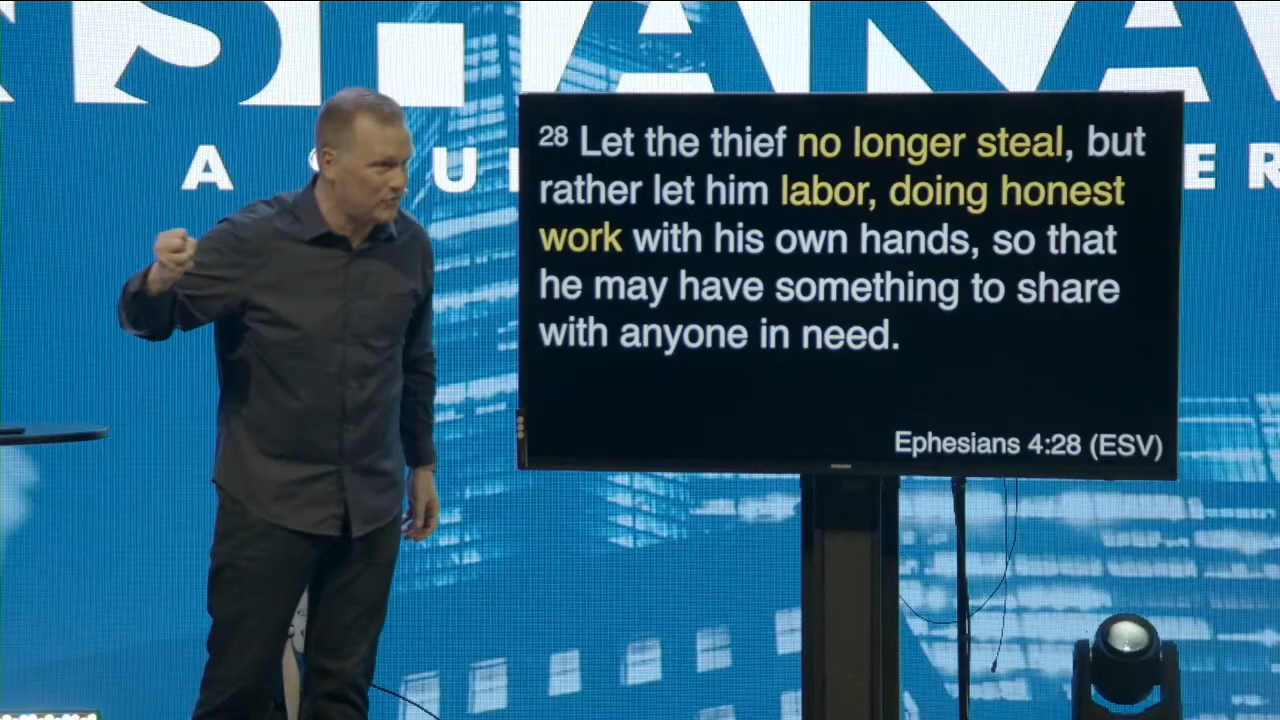 28 Let the thief no longer steal, but
rather let him labor, doing honest
work with his own hands, so that
he may have something to share
with anyone in need.
Ephesians 4:28 (ESV)